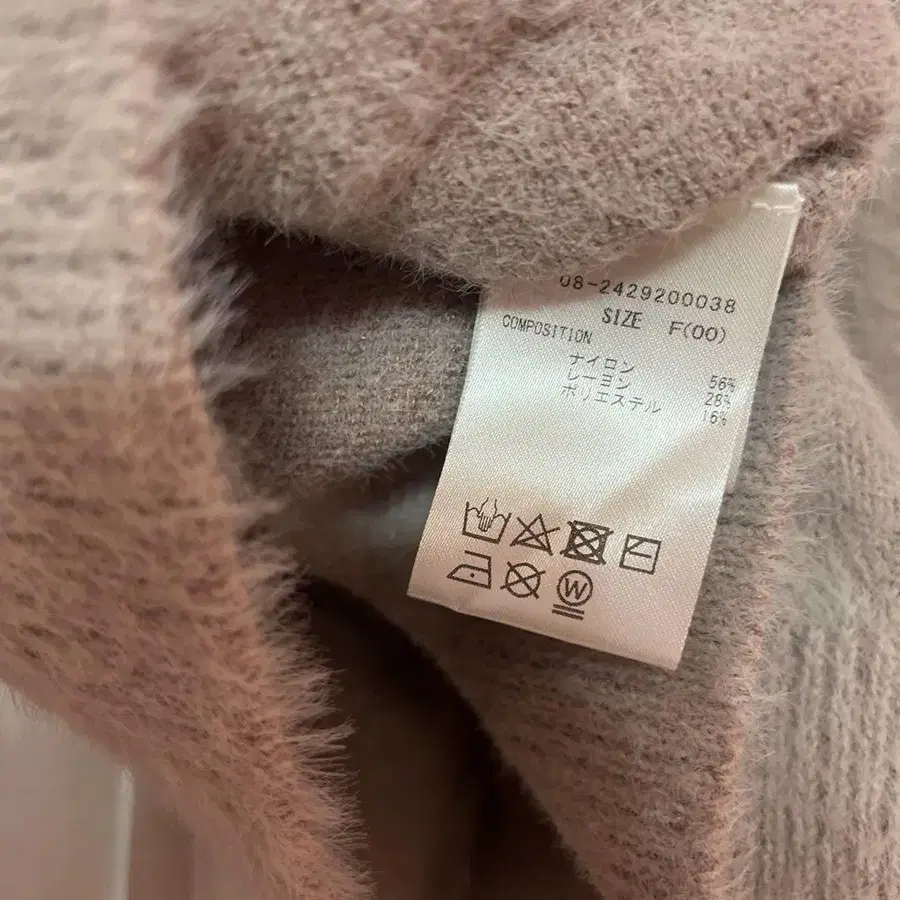 08-2429200038
SIZE F(00)
COMPOSITION
ナイロン 56%
レーヨン 28%
ポリエステル 16%
W